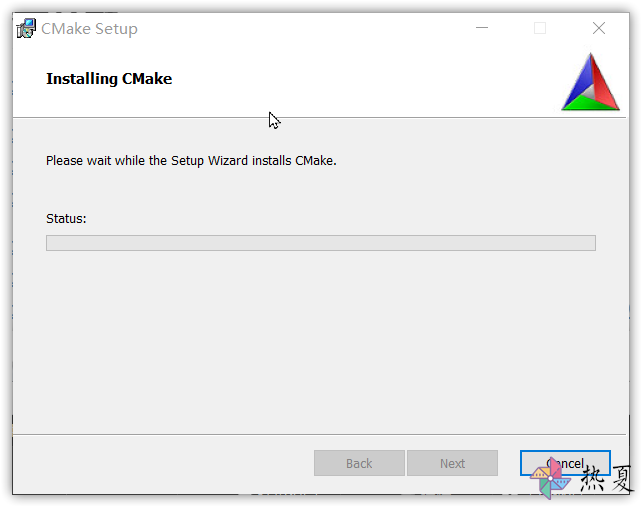 CMake Setup
Installing CMake
Please wait while the Setup Wizard installs CMake.
Status:
Back
Next
Cancel
热夏